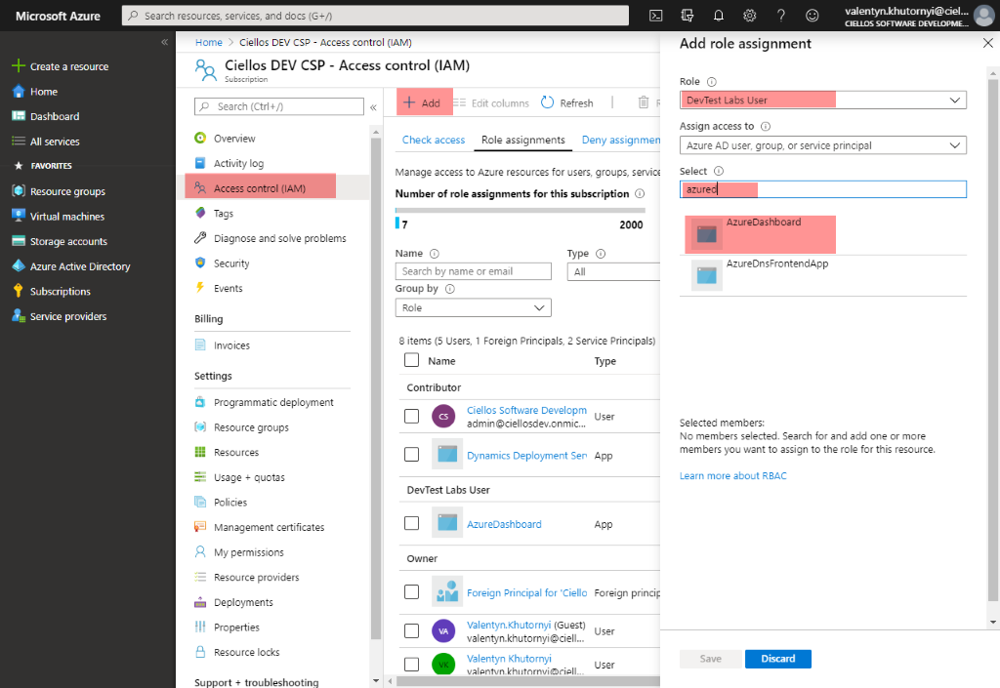 Microsoft Azure
Search resources, services, and docs (G+/)
valentyn.khutornyi@ciel...
CIELLOS SOFTWARE DEVELOPME...
«
Create a resource
Home
Dashboard
All services
FAVORITES
Resource groups
Virtual machines
Storage accounts
Azure Active Directory
Subscriptions
Service providers
Home > Ciellos DEV CSP - Access control (IAM)
Ciellos DEV CSP - Access control (IAM)
Subscription
Search (Ctrl+/)
«
Overview
Activity log
Access control (IAM)
Tags
Diagnose and solve problems
Security
Events
Billing
Invoices
Settings
Programmatic deployment
Resource groups
Resources
Usage + quotas
Policies
Management certificates
My permissions
Resource providers
Deployments
Properties
Resource locks
Support + troubleshooting
+ Add
Edit columns
Refresh
Check access
Role assignments
Deny assignmen
Manage access to Azure resources for users, groups, service
Number of role assignments for this subscription
7
2000
Name
Type
Search by name or email
All
Group by
Role
8 items (5 Users, 1 Foreign Principals, 2 Service Principals)
Name
Type
Contributor
CS
Ciellos Software Developm
admin@ciellosdev.onmic...
User
Dynamics Deployment Ser
App
DevTest Labs User
AzureDashboard
App
Owner
Foreign Principal for 'Ciello
Foreign princip
VA
Valentyn.Khutornyi (Guest)
valentyn.khutornyi@ciell...
User
VK
Valentyn Khutornyi
valentyn.khutornyi@ciell...
User
Add role assignment
Role
DevTest Labs User
Assign access to
Azure AD user, group, or service principal
Select
azured
AzureDashboard
AzureDnsFrontendApp
Selected members:
No members selected. Search for and add one or more
members you want to assign to the role for this resource.
Learn more about RBAC
Save
Discard